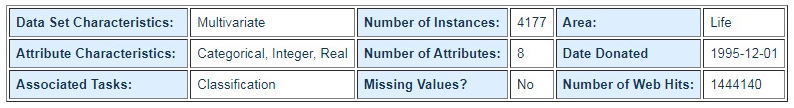 Data Set Characteristics: Multivariate Number of Instances: 4177 Area: Life
Attribute Characteristics: Categorical, Integer, Real Number of Attributes: 8 Date Donated 1995-12-01
Associated Tasks: Classification Missing Values? No Number of Web Hits: 1444140